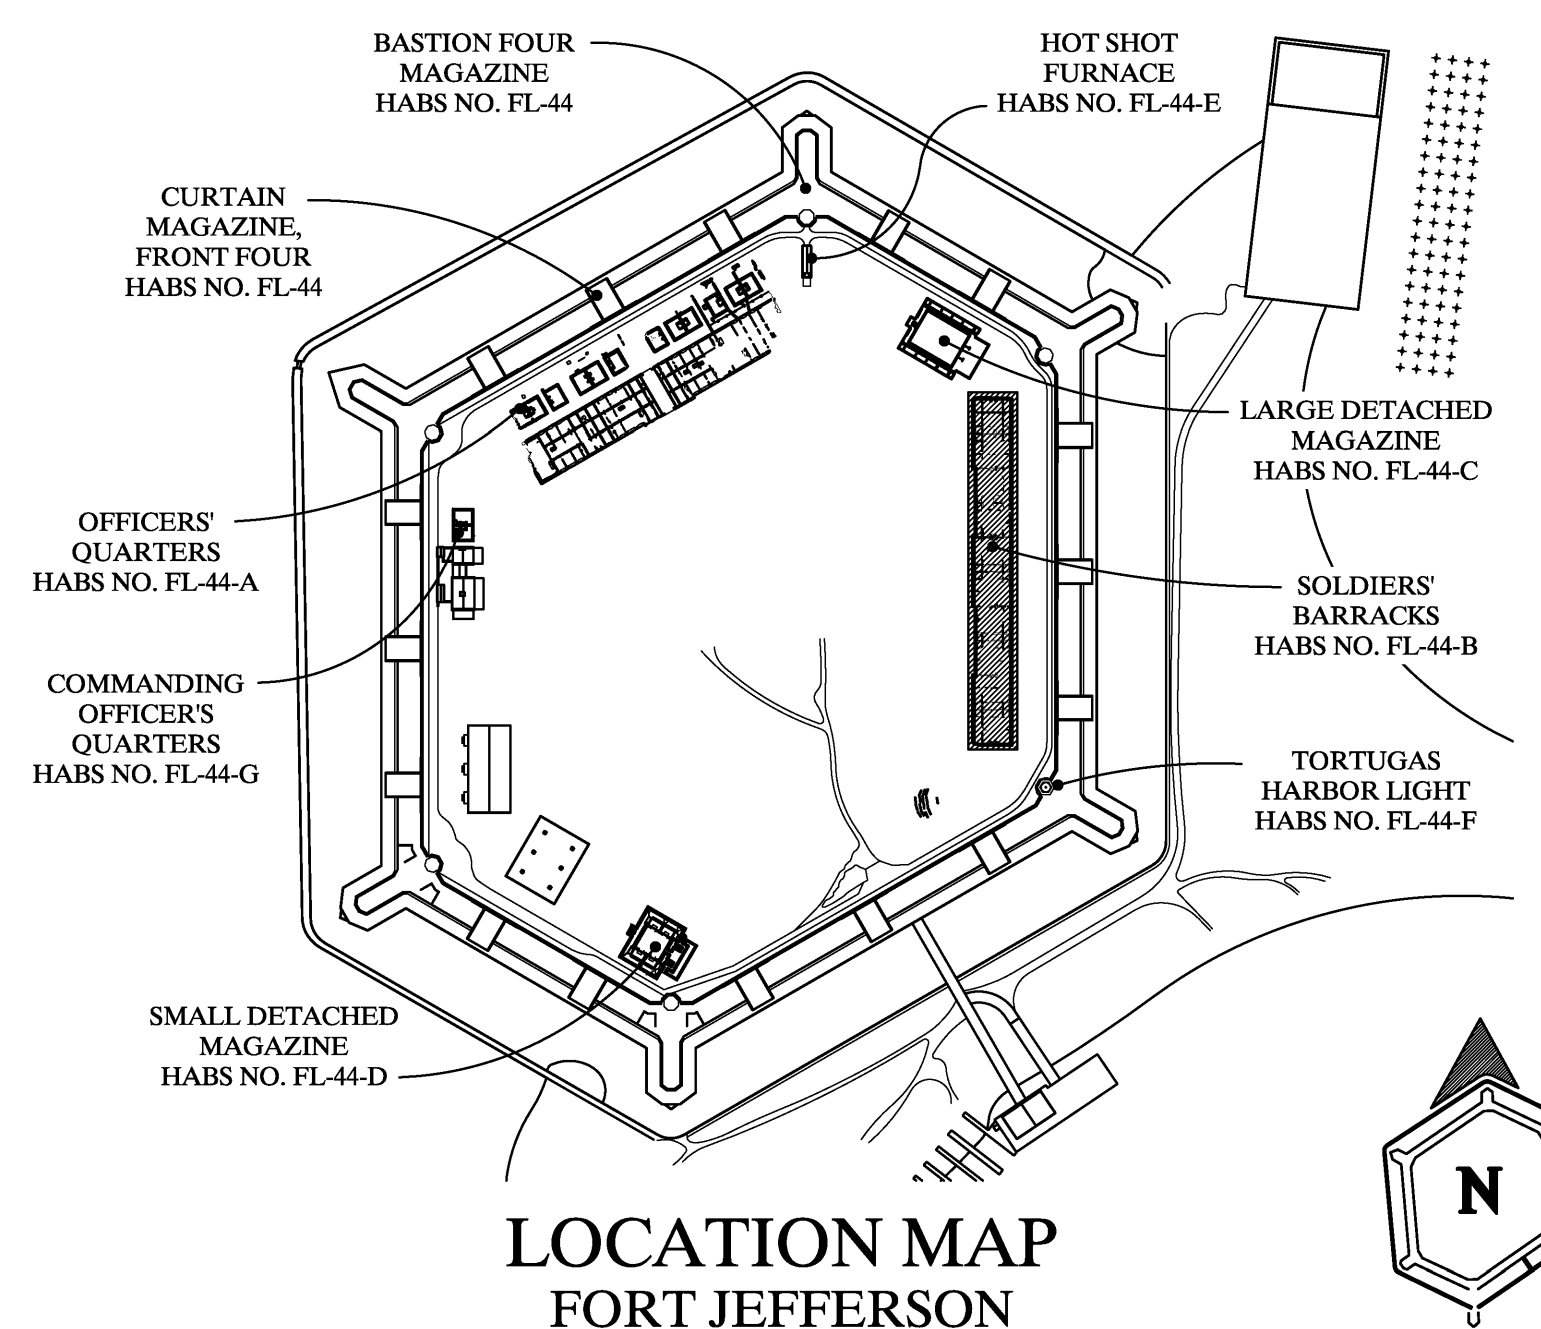 BASTION FOUR
MAGAZINE
HABS NO. FL-44
HOT SHOT
FURNACE
HABS NO. FL-44-E
CURTAIN
MAGAZINE,
FRONT FOUR
HABS NO. FL-44
LARGE DETACHED
MAGAZINE
HABS NO. FL-44-C
OFFICERS'
QUARTERS
HABS NO. FL-44-A
SOLDIERS'
BARRACKS
HABS NO. FL-44-B
COMMANDING
OFFICER'S
QUARTERS
HABS NO. FL-44-G
TORTUGAS
HARBOR LIGHT
HABS NO. FL-44-F
SMALL DETACHED
MAGAZINE
HABS NO. FL-44-D
N
LOCATION MAP
FORT JEFFERSON